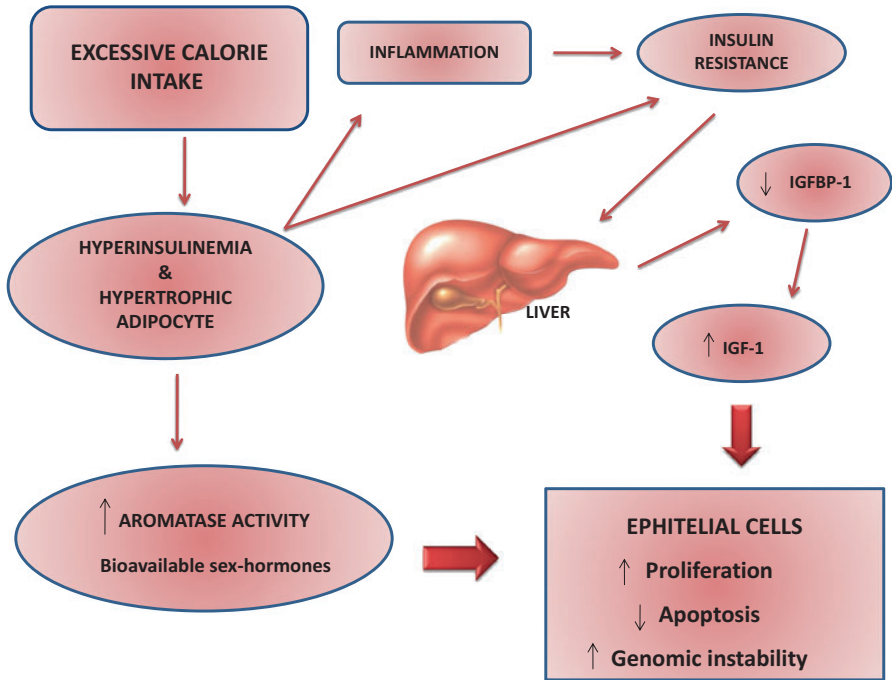 EXCESSIVE CALORIE
INTAKE
INFLAMMATION
INSULIN
RESISTANCE
↓ IGFBP-1
HYPERINSULINEMIA
&
HYPERTROPHIC
ADIPOCYTE
LIVER
↑ IGF-1
↑ AROMATASE ACTIVITY
Bioavailable sex-hormones
EPHITELIAL CELLS
↑ Proliferation
↓ Apoptosis
↑ Genomic instability